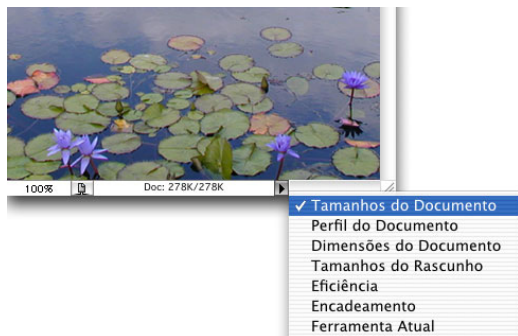 100%
Doc: 278K/278K
✓ Tamanhos do Documento
Perfil do Documento
Dimensões do Documento
Tamanhos do Rascunho
Eficiência
Encadeamento
Ferramenta Atual